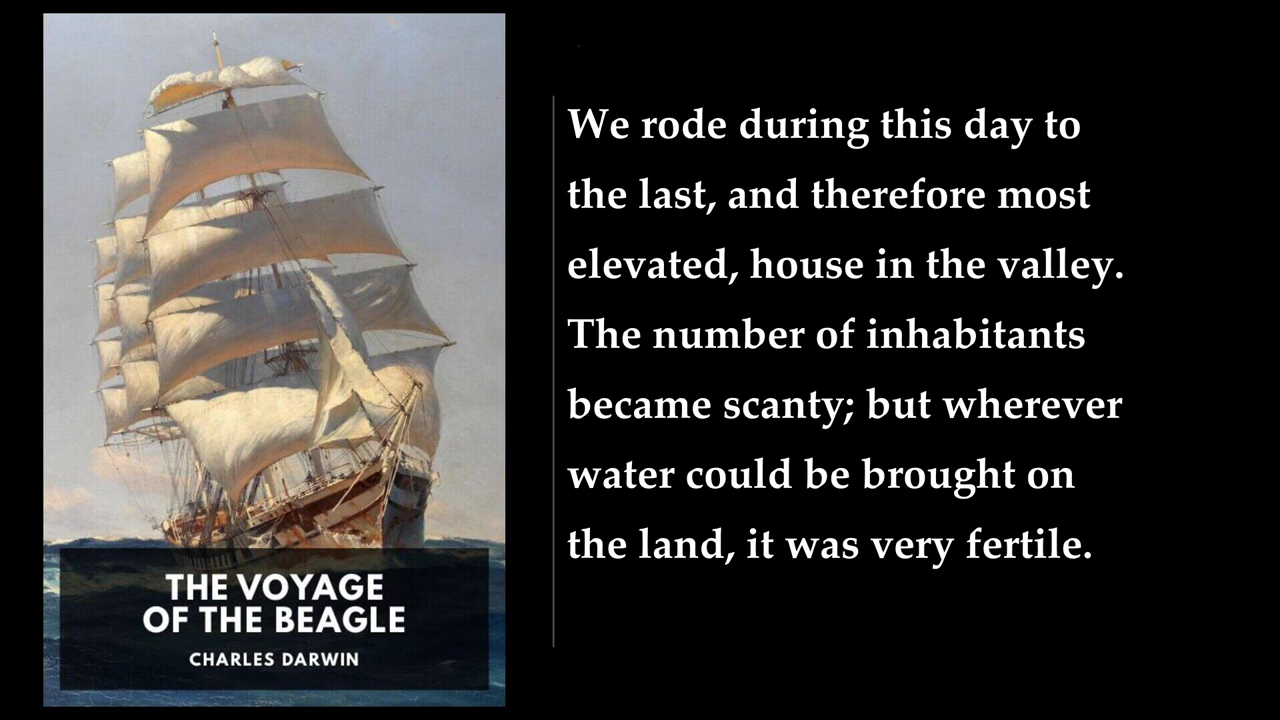 THE VOYAGE
OF THE BEAGLE
CHARLES DARWIN
We rode during this day to
the last, and therefore most
elevated, house in the valley.
The number of inhabitants
became scanty; but wherever
water could be brought on
the land, it was very fertile.